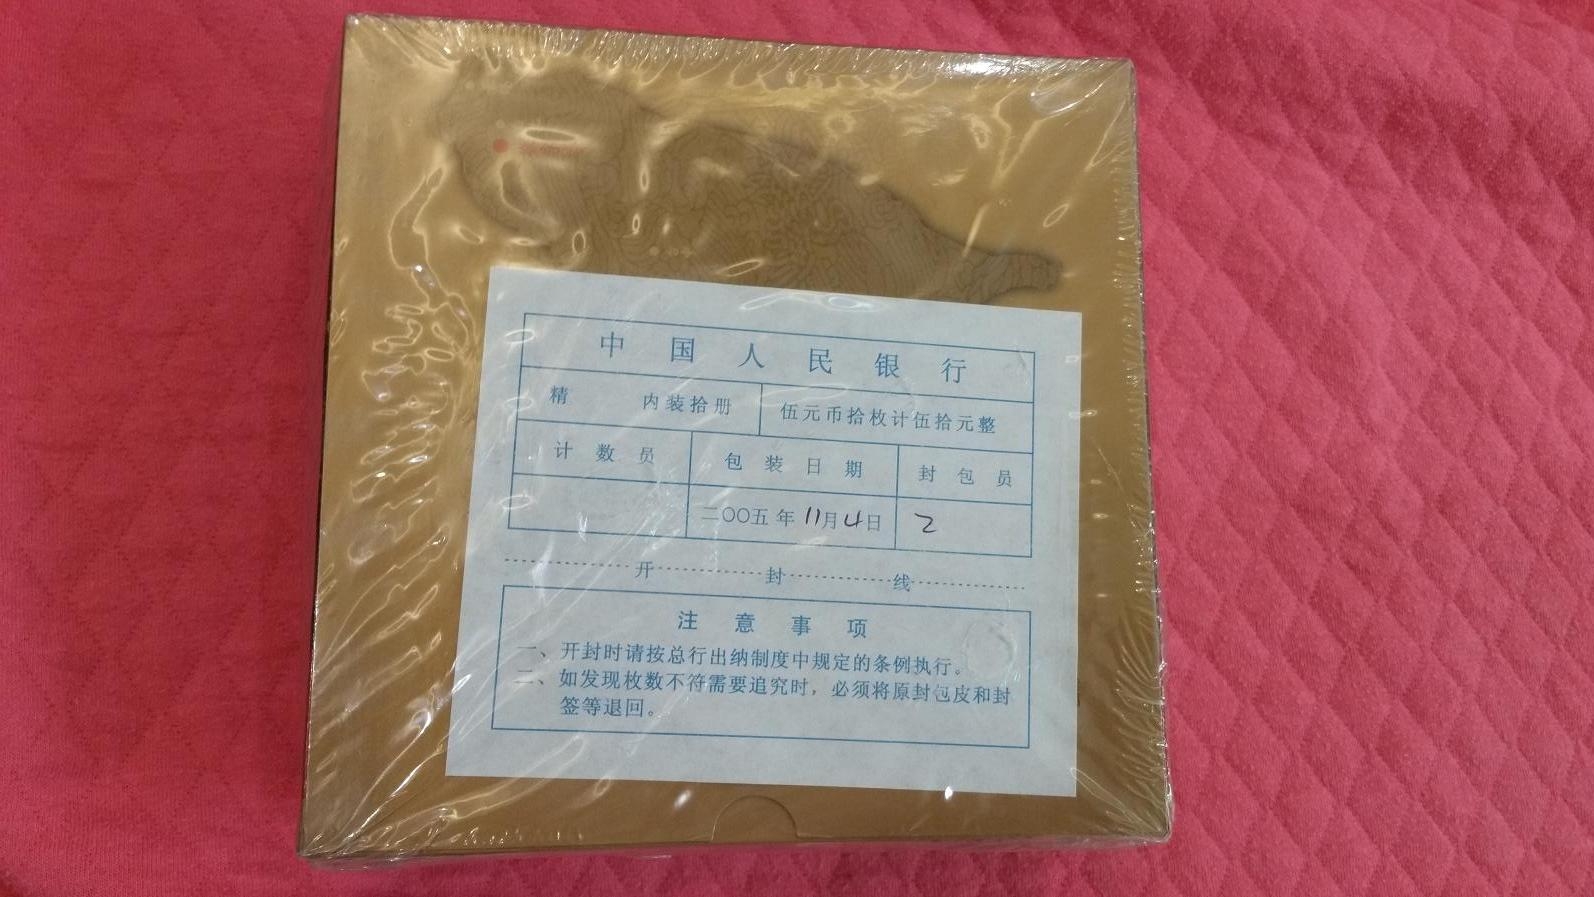 中国人民银行
精 内装拾册 伍元币拾枚计伍拾元整
计数员 包装日期 封包员
二〇〇五年11月4日 2
开封线
注意事项
一、开封时请按总行出纳制度中规定的条例执行。
二、如发现枚数不符需要追究时，必须将原封包皮和封
签等退回。